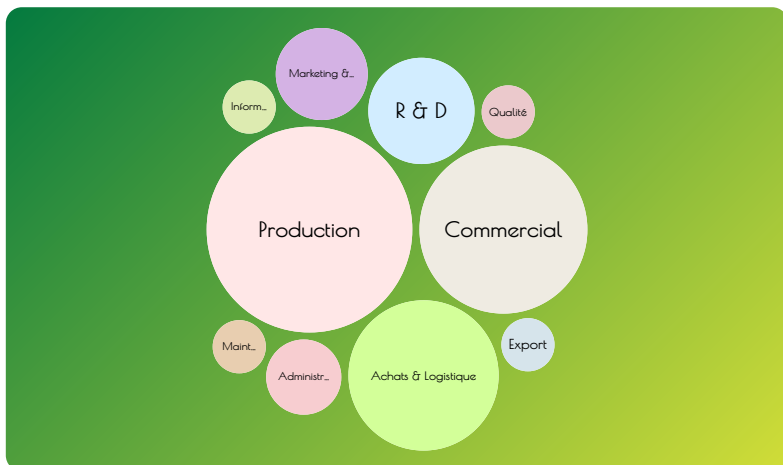 Marketing &...
Inform...
R & D
Qualité
Production
Commercial
Maint...
Export
Administr...
Achats & Logistique